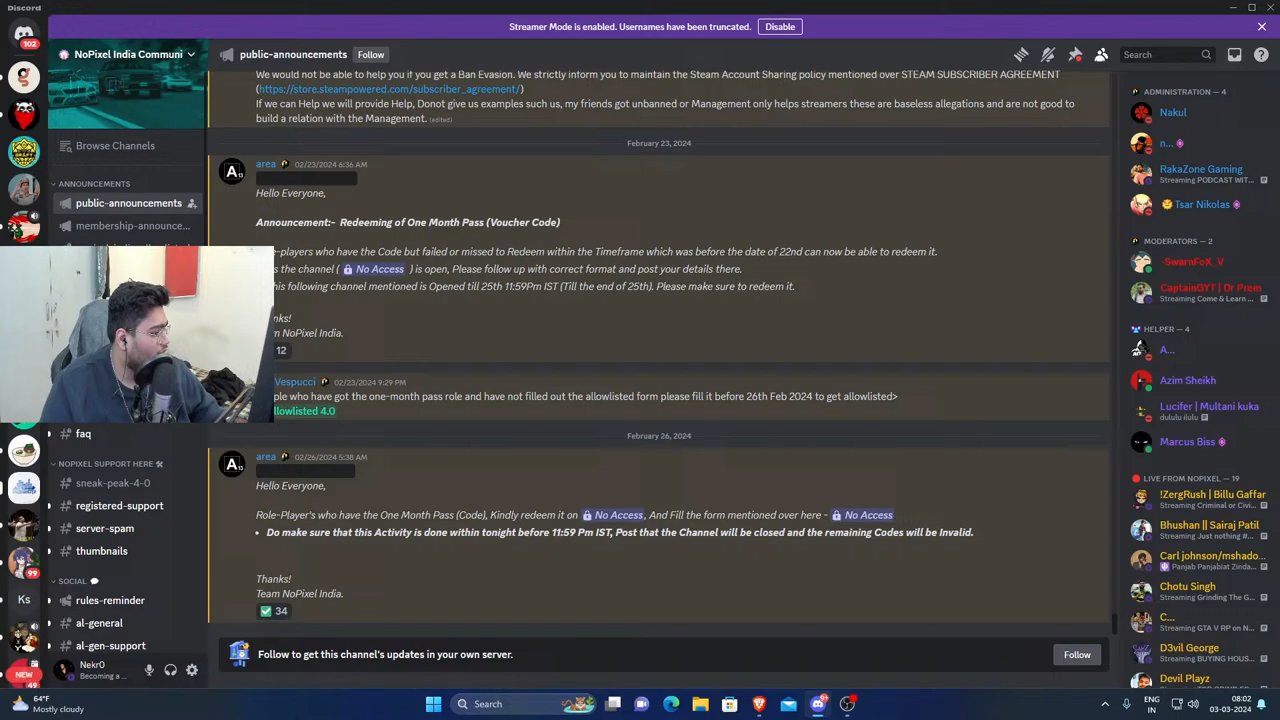 Discord
Streamer Mode is enabled. Usernames have been truncated.
Disable
102
NoPixel India Communi
public-announcements
Follow
Search
Browse Channels
ANNOUNCEMENTS
public-announcements
membership-announce...
faq
NOPIXEL SUPPORT HERE
sneak-peak-4-0
registered-support
server-spam
thumbnails
SOCIAL
rules-reminder
al-general
al-gen-support
99
Ks
NEW
49
Nekr0
Becoming a ...
We would not be able to help you if you get a Ban Evasion. We strictly inform you to maintain the Steam Account Sharing policy mentioned over STEAM SUBSCRIBER AGREEMENT
(https://store.steampowered.com/subscriber_agreement/)
If we can Help we will provide Help, Donot give us examples such us, my friends got unbanned or Management only helps streamers these are baseless allegations and are not good to
build a relation with the Management. (edited)
February 23, 2024
area 02/23/2024 6:36 AM
Hello Everyone,
Announcement:- Redeeming of One Month Pass (Voucher Code)
e-players who have the Code but failed or missed to Redeem within the Timeframe which was before the date of 22nd can now be able to redeem it.
s the channel ( No Access ) is open, Please follow up with correct format and post your details there.
his following channel mentioned is Opened till 25th 11:59Pm IST (Till the end of 25th). Please make sure to redeem it.
nks!
m NoPixel India.
12
Vespucci 02/23/2024 9:29 PM
ple who have got the one-month pass role and have not filled out the allowlisted form please fill it before 26th Feb 2024 to get allowlisted>
llowlisted 4.0
February 26, 2024
area 02/26/2024 5:38 AM
Hello Everyone,
Role-Player's who have the One Month Pass (Code), Kindly redeem it on No Access, And Fill the form mentioned over here - No Access
• Do make sure that this Activity is done within tonight before 11:59 Pm IST, Post that the Channel will be closed and the remaining Codes will be Invalid.
Thanks!
Team NoPixel India.
34
Follow to get this channel's updates in your own server.
Follow
ADMINISTRATION — 4
Nakul
n...
RakaZone Gaming
Streaming PODCAST WIT...
Tsar Nikolas
MODERATORS — 2
SwarnFoX_V
CaptainGYT | Dr Prom
Streaming Come & Learn ...
HELPER — 4
A...
Azim Sheikh
Lucifer | Multani kuka
dululu ilulu
Marcus Biss
LIVE FROM NOPIXEL — 19
!ZergRush | Billu Gaffar
Streaming Criminal or Civi...
Bhushan || Sairaj Patil
Streaming Just nothing #...
Carl johnson/mshado...
Panjab Panjabiat Zinda...
Chotu Singh
Streaming Grinding The G...
C...
Streaming GTA V RP on N...
D3vil George
Streaming BUYING HOUS...
Devil Playz
64°F
Mostly cloudy
Search
ENG
IN
08:02
03-03-2024